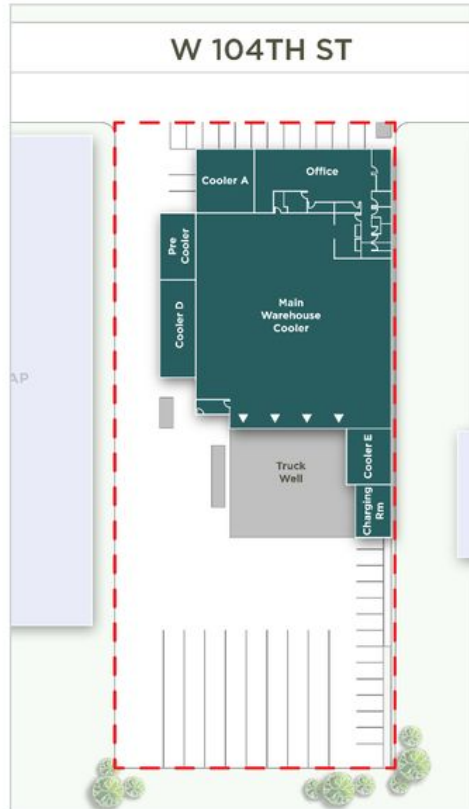 W 104TH ST
Cooler A
Office
Pre
Cooler
Main
Warehouse
Cooler
Cooler D
AP
Truck
Well
Cooler E
Charging
Rm